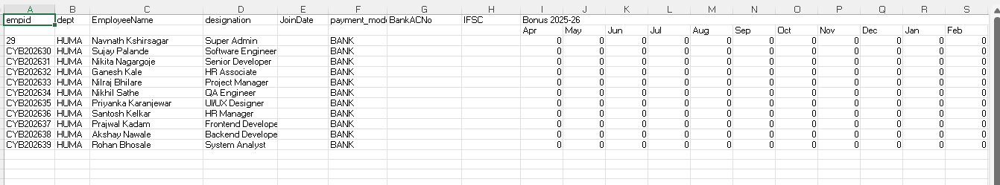 A B C D E F G H I J K L M N O P Q R S
empid dept EmployeeName designation JoinDate payment_mod BankACNo IFSC Bonus 2025-26
Apr May Jun Jul Aug Sep Oct Nov Dec Jan Feb
29 HUMA Navnath Kshirsagar Super Admin BANK 0 0 0 0 0 0 0 0 0 0 0
CYB202630 HUMA Sujay Palande Software Engineer BANK 0 0 0 0 0 0 0 0 0 0 0
CYB202631 HUMA Nikita Nagargoje Senior Developer BANK 0 0 0 0 0 0 0 0 0 0 0
CYB202632 HUMA Ganesh Kale HR Associate BANK 0 0 0 0 0 0 0 0 0 0 0
CYB202633 HUMA Nilraj Bhilare Project Manager BANK 0 0 0 0 0 0 0 0 0 0 0
CYB202634 HUMA Nikhil Sathe QA Engineer BANK 0 0 0 0 0 0 0 0 0 0 0
CYB202635 HUMA Priyanka Karanjewar UI/UX Designer BANK 0 0 0 0 0 0 0 0 0 0 0
CYB202636 HUMA Santosh Kelkar HR Manager BANK 0 0 0 0 0 0 0 0 0 0 0
CYB202637 HUMA Prajwal Kadam Frontend Develope BANK 0 0 0 0 0 0 0 0 0 0 0
CYB202638 HUMA Akshay Nawale Backend Develope BANK 0 0 0 0 0 0 0 0 0 0 0
CYB202639 HUMA Rohan Bhosale System Analyst BANK 0 0 0 0 0 0 0 0 0 0 0